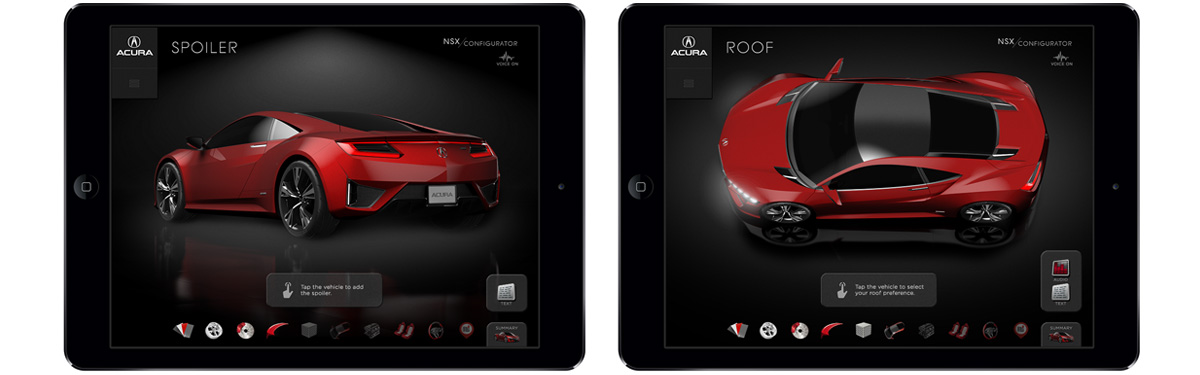 ACURA
SPOILER
NSX/CONFIGURATOR
VOICE ON
ACURA
Tap the vehicle to add
the spoiler.
TEXT
SUMMARY
ACURA
ROOF
NSX/CONFIGURATOR
VOICE ON
Tap the vehicle to select
your roof preference.
AUDIO
TEXT
SUMMARY